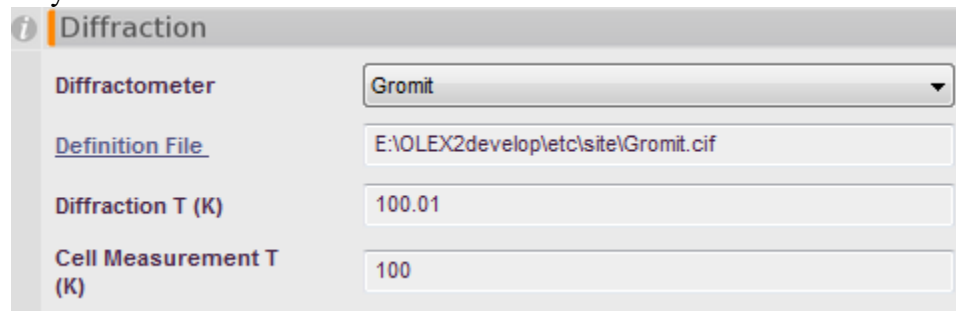 Diffraction
Diffractometer Gromit
Definition File E:\OLEX2develop\etc\site\Gromit.cif
Diffraction T (K) 100.01
Cell Measurement T (K) 100